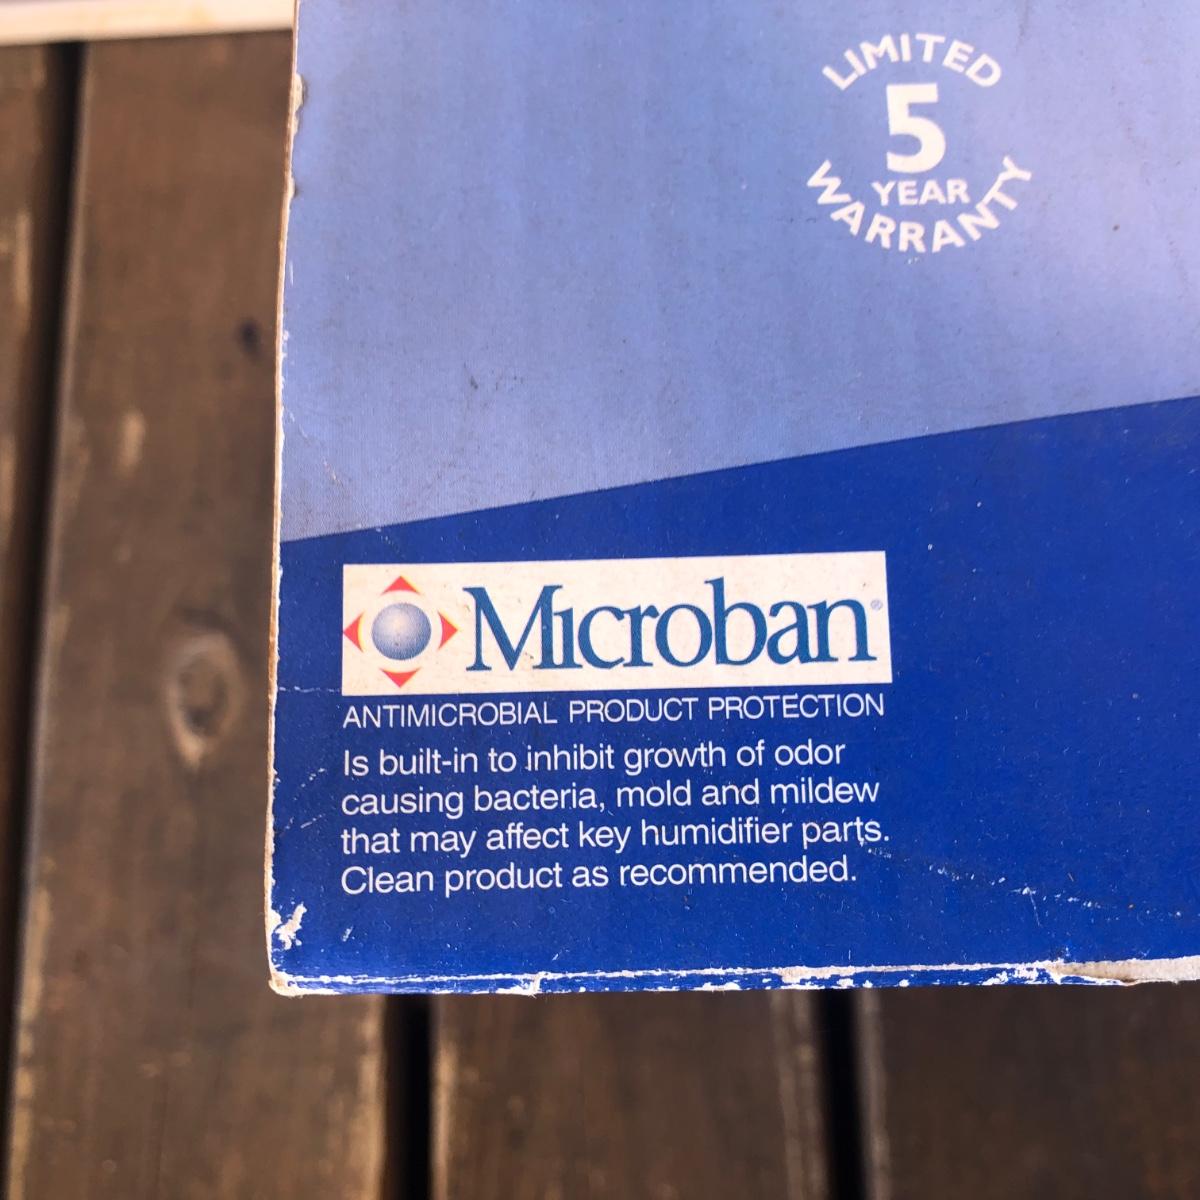 LIMITED
5
YEAR
WARRANTY
Microban®
ANTIMICROBIAL PRODUCT PROTECTION
Is built-in to inhibit growth of odor
causing bacteria, mold and mildew
that may affect key humidifier parts.
Clean product as recommended.